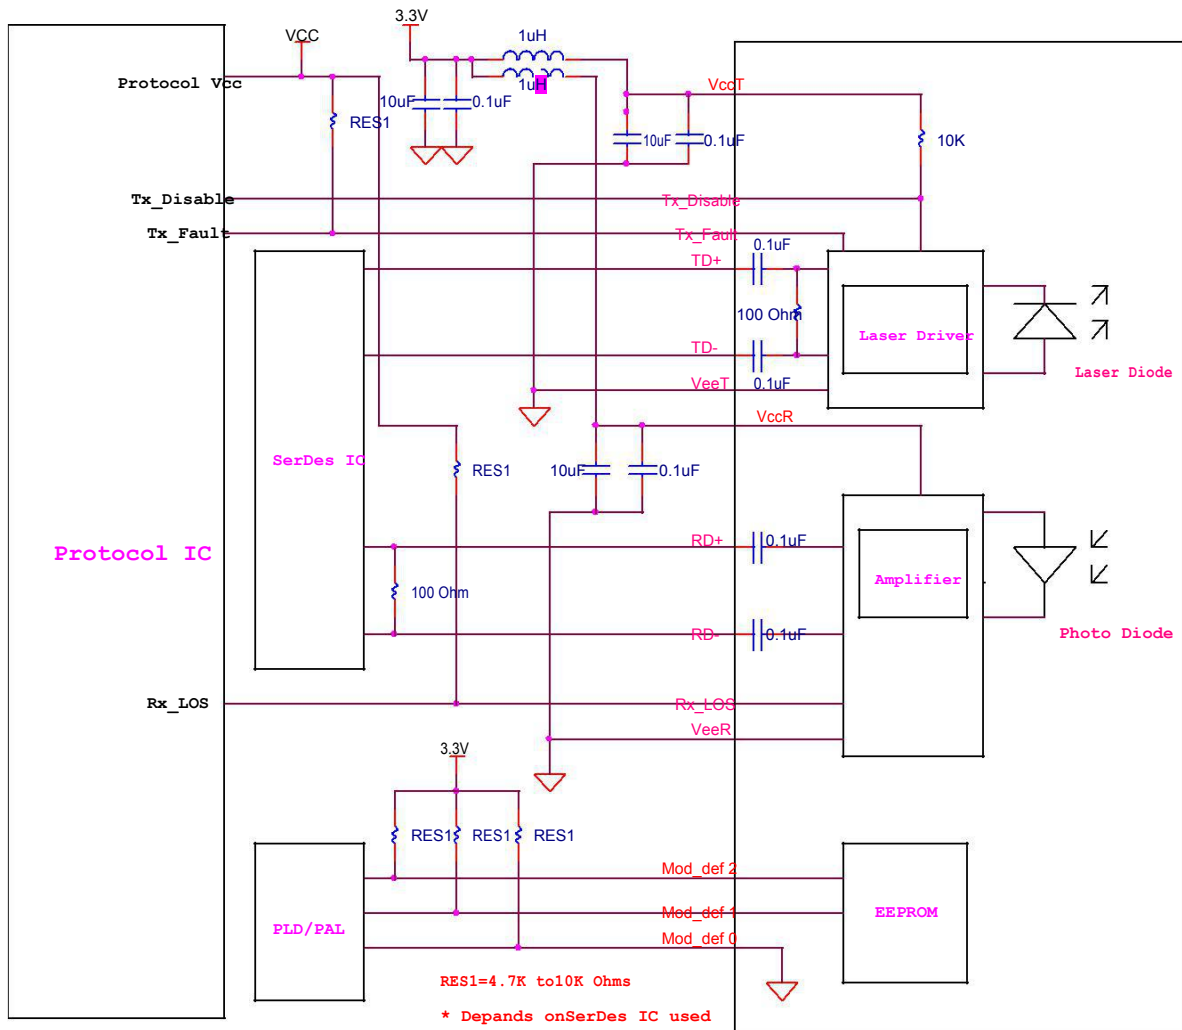 3.3V
VCC
1uH
1uH
Protocol Vcc
VccT
10uF
0.1uF
RES1
10uF
0.1uF
10K
Tx_Disable
Tx_Disable
Tx_Fault
Tx_Fault
0.1uF
TD+
100 Ohm
Laser Driver
TD-
Laser Diode
VeeT
0.1uF
VccR
SerDes IC
RES1
10uF
0.1uF
Protocol IC
RD+
0.1uF
Amplifier
100 Ohm
RD-
0.1uF
Photo Diode
Rx_LOS
Rx_LOS
VeeR
3.3V
RES1
RES1
RES1
Mod_def 2
Mod_def 1
EEPROM
PLD/PAL
Mod_def 0
RES1=4.7K to10K Ohms
* Depands onSerDes IC used